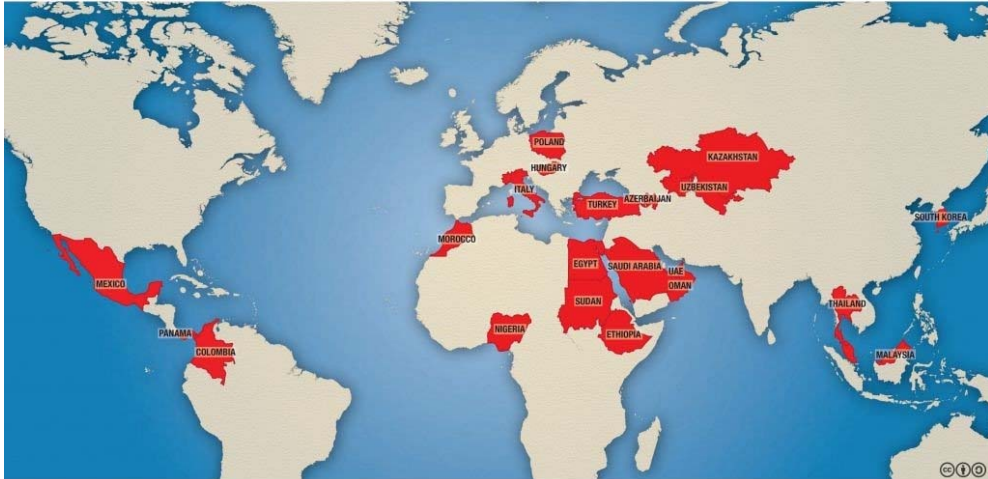 POLAND
HUNGARY
KAZAKHSTAN
ITALY
UZBEKISTAN
TURKEY
AZERBAIJAN
SOUTH KOREA
MOROCCO
EGYPT
SAUDI ARABIA
UAE
OMAN
MEXICO
SUDAN
THAILAND
NIGERIA
ETHIOPIA
PANAMA
COLOMBIA
MALAYSIA
cc